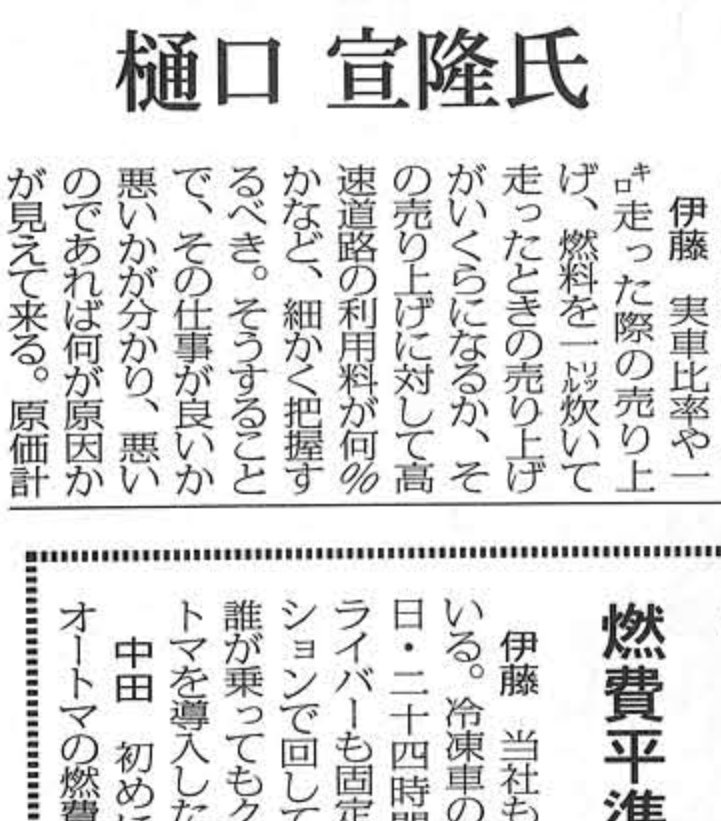 樋口 宣隆氏
伊藤 実車比率や一
キロ走った際の売り上
げ、燃料を一リットル炊いて
走ったときの売り上げ
がいくらになるか、そ
の売り上げに対して高
速道路の利用料が何%
かなど、細かく把握す
るべき。そうすること
で、その仕事が良いか
悪いかが分かり、悪い
のであれば何が原因か
が見えて来る。原価計
燃費平準
伊藤 当社も
いる。冷凍車の
日・二十四時間
ライバーも固定
ションで回して
誰が乗ってもク
トマを導入した
中田 初めに
オートマの燃費